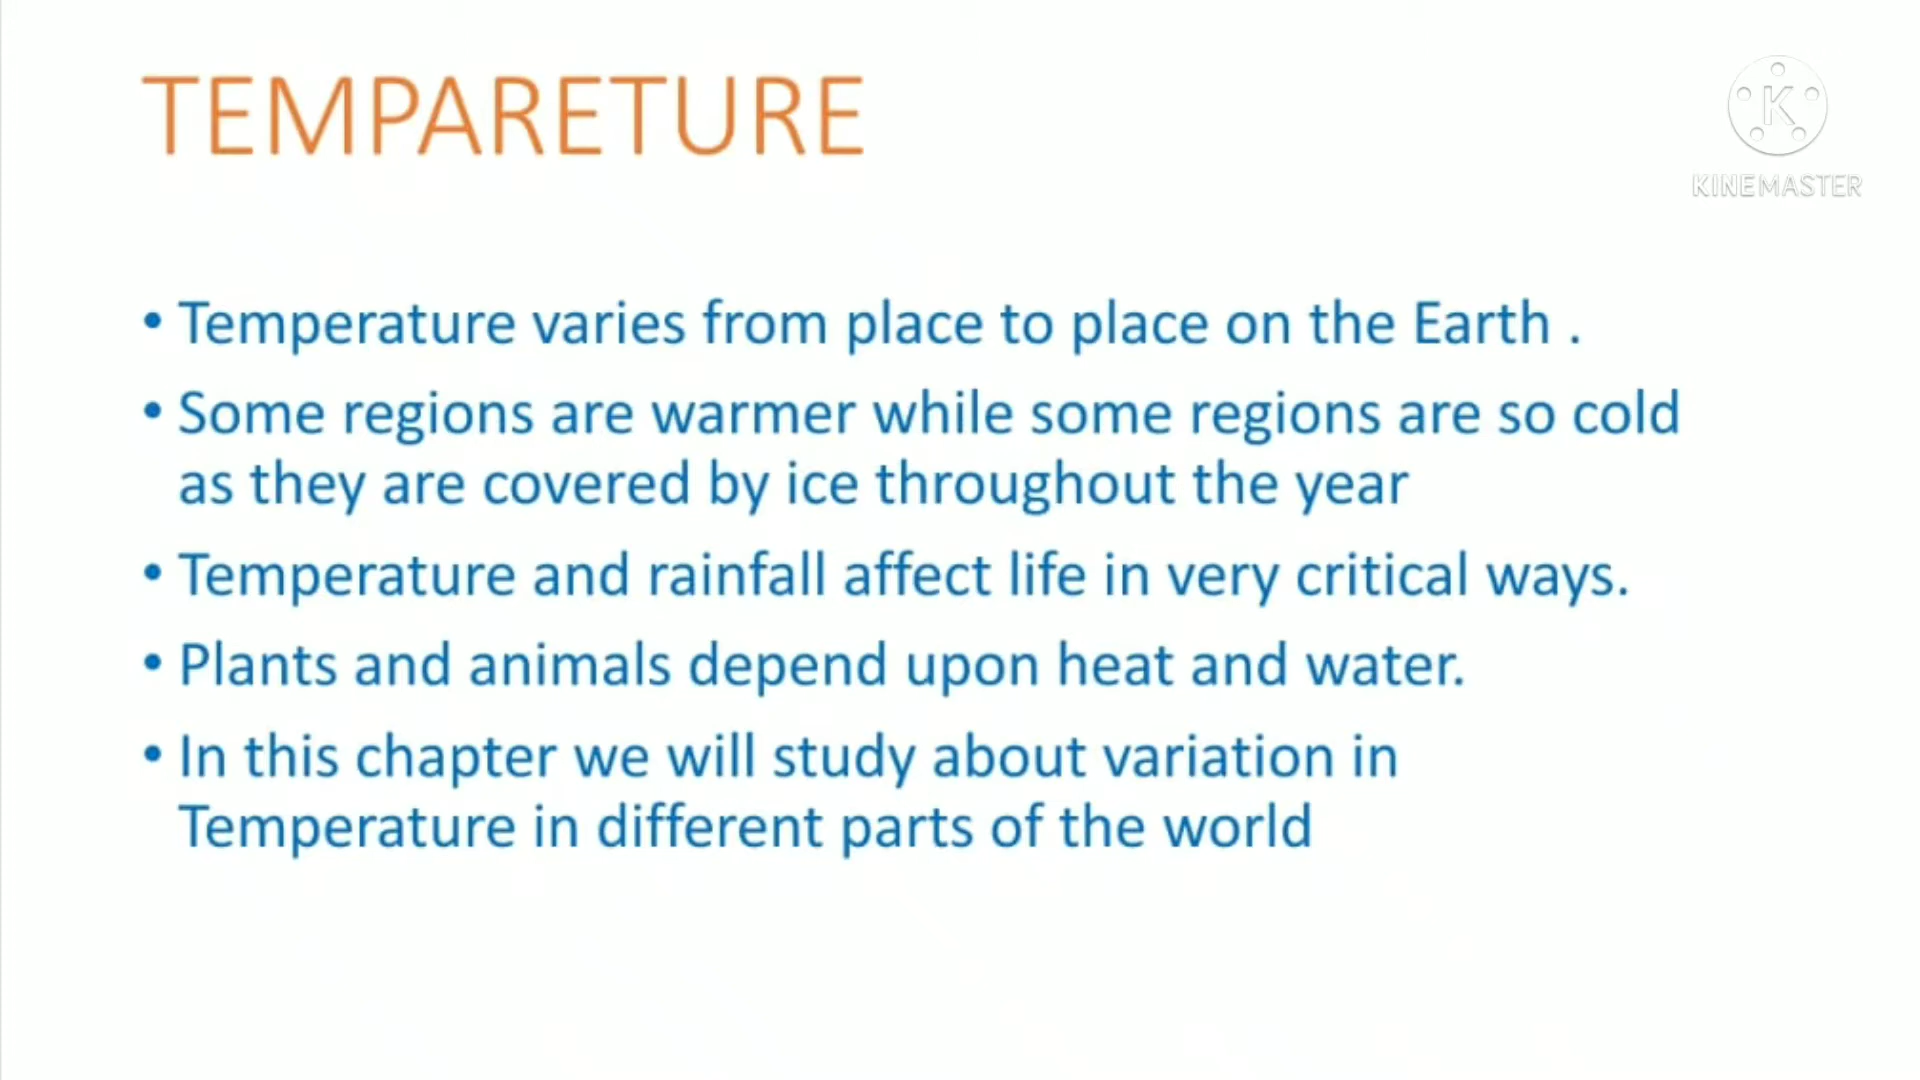 TEMPARETURE
K
KINEMASTER
• Temperature varies from place to place on the Earth .
• Some regions are warmer while some regions are so cold
as they are covered by ice throughout the year
• Temperature and rainfall affect life in very critical ways.
• Plants and animals depend upon heat and water.
• In this chapter we will study about variation in
Temperature in different parts of the world